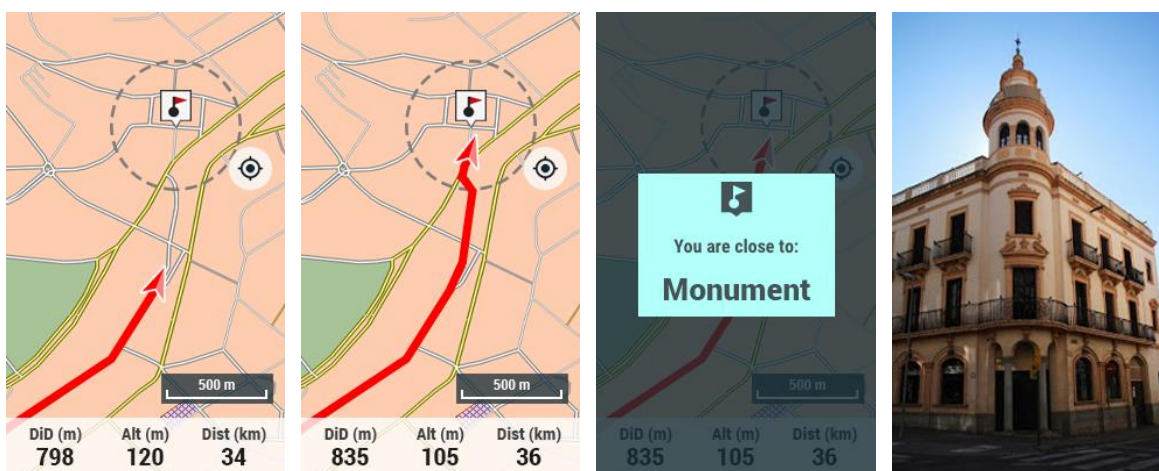 500 m
DiD (m) Alt (m) Dist (km)
798 120 34
500 m
DiD (m) Alt (m) Dist (km)
835 105 36
You are close to:
Monument
500 m
DiD (m) Alt (m) Dist (km)
835 105 36